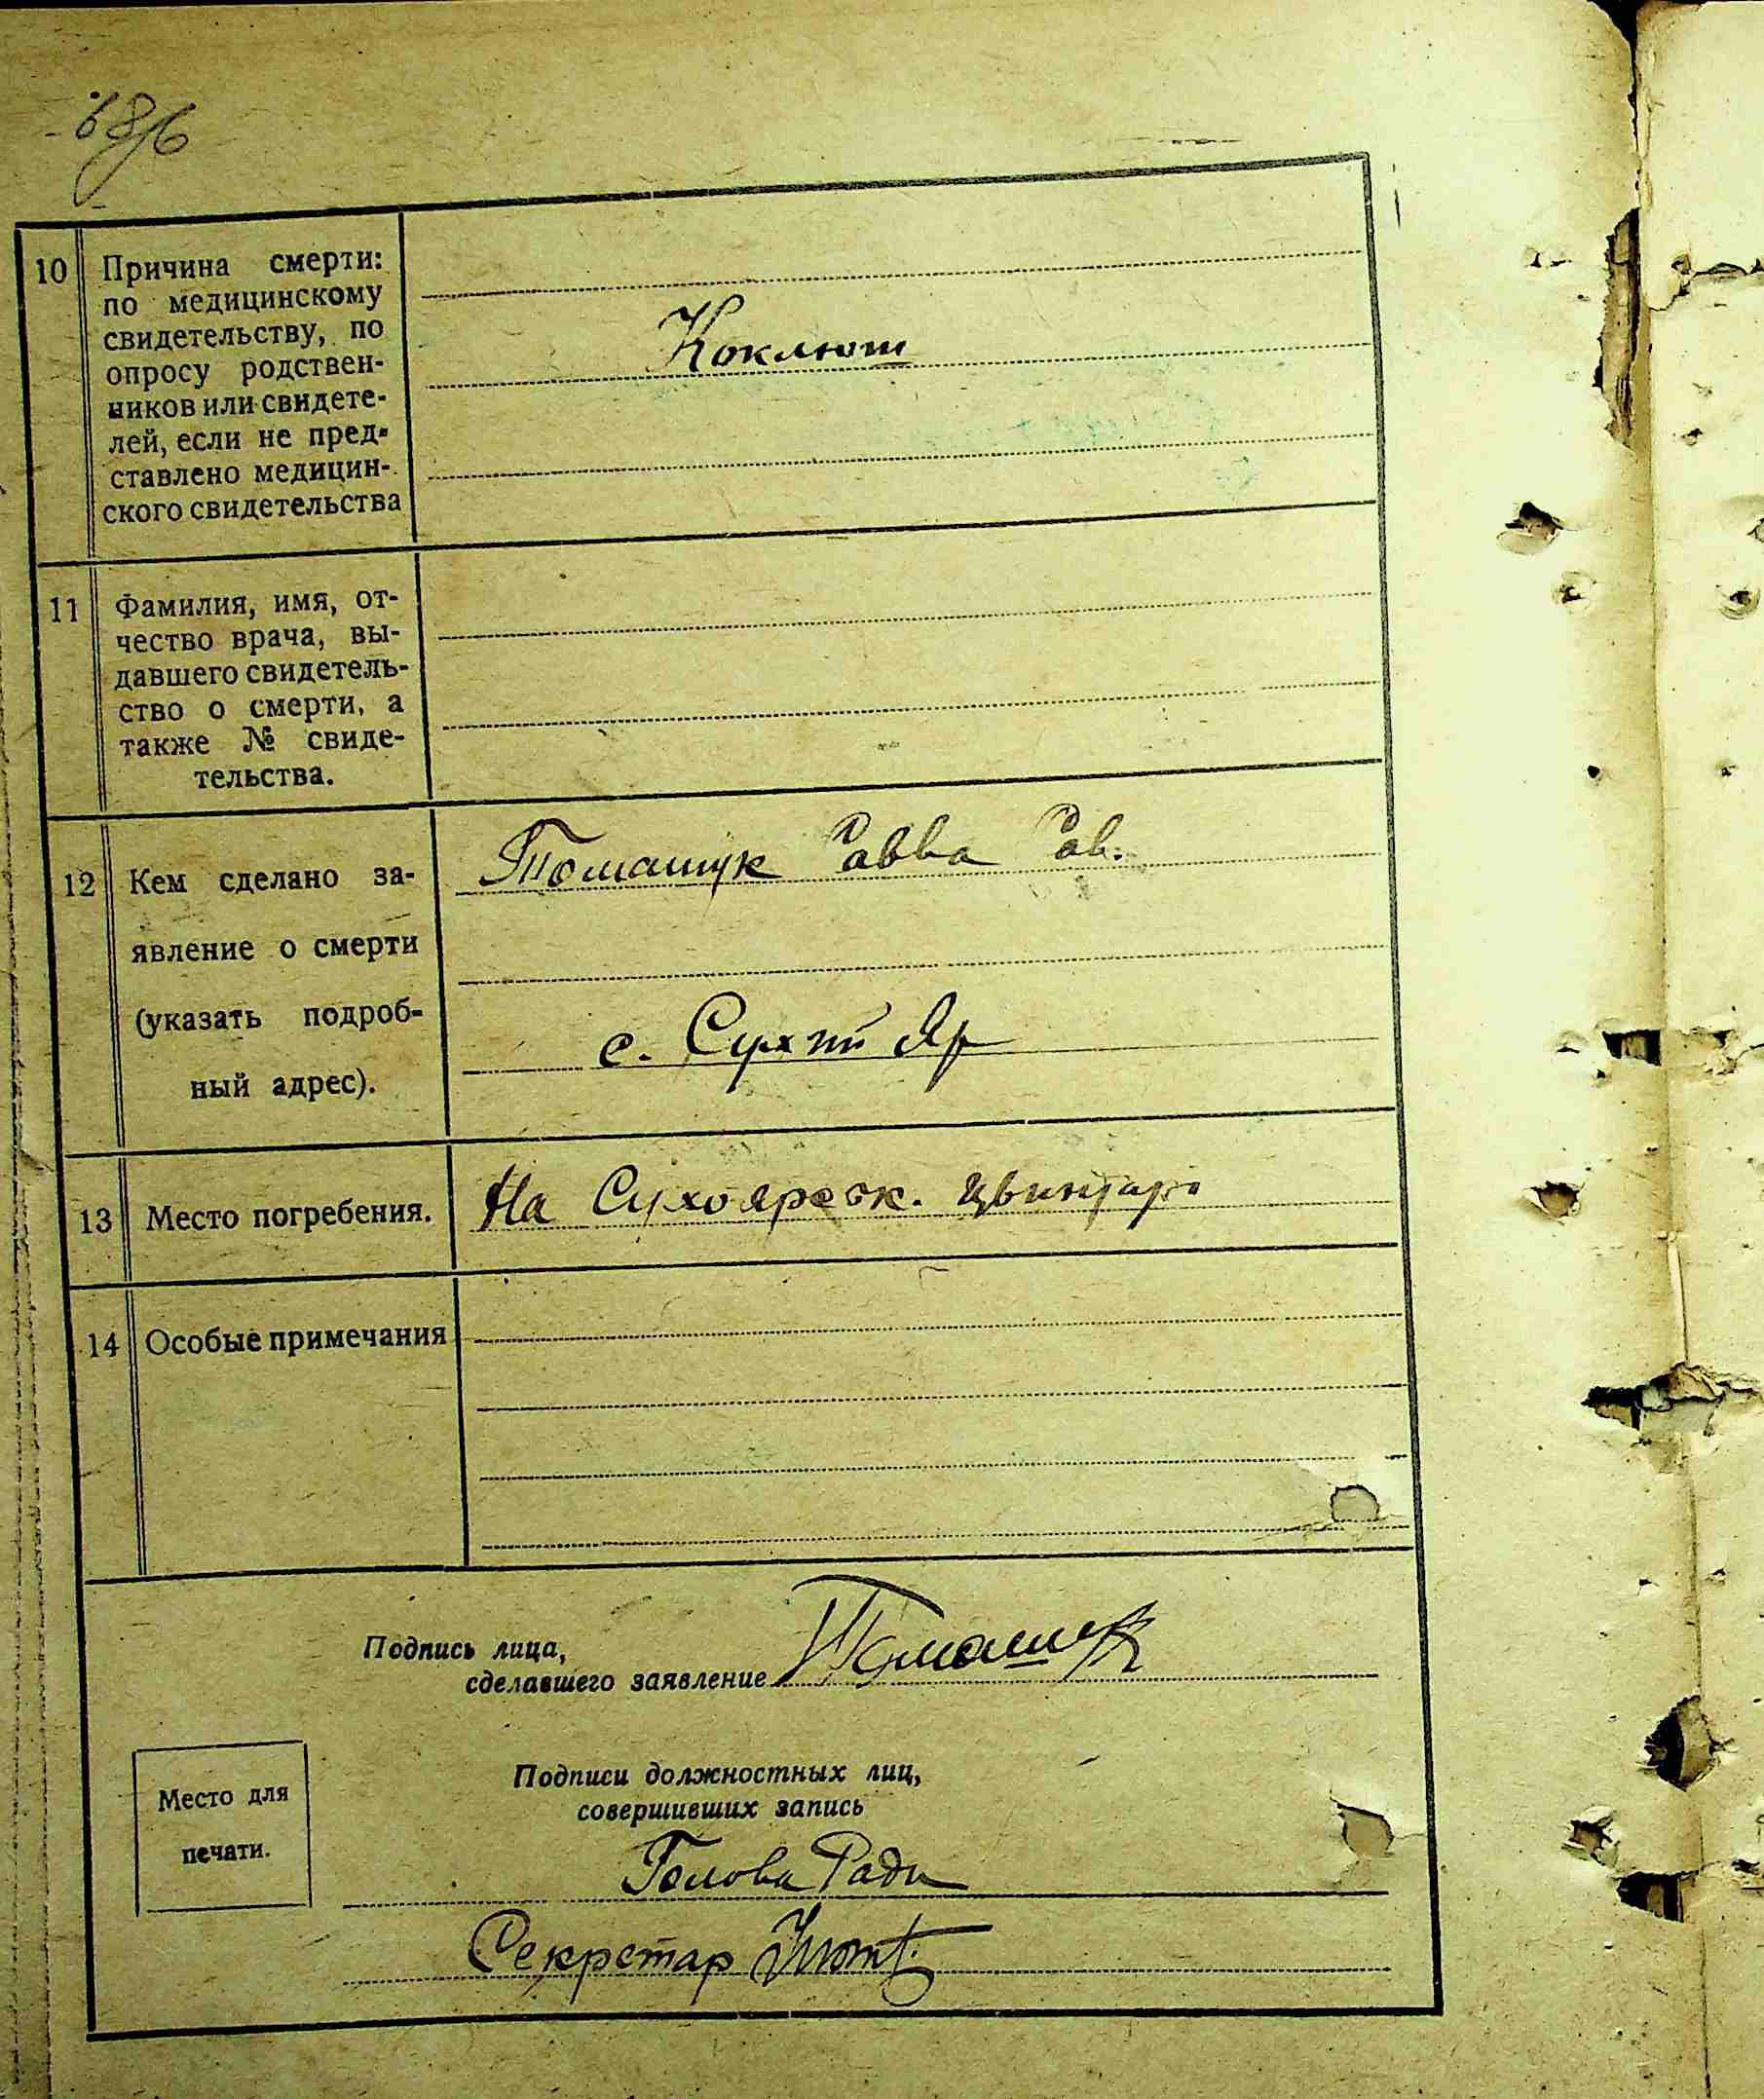 10 Причина смерти:
по медицинскому
свидетельству, по
опросу родствен-
ников или свидете-
лей, если не пред-
ставлено медицин-
ского свидетельства
Коклюш
11 Фамилия, имя, от-
чество врача, вы-
давшего свидетель-
ство о смерти, а
также № свиде-
тельства.
12 Кем сделано за-
явление о смерти
(указать подроб-
ный адрес).
Томашук Савва Сав.
с. Сухий Яр
13 Место погребения.
На Сухоярск. цвинтарі
14 Особые примечания
Подпись лица,
сделавшего заявление Томашук
Место для
печати.
Подписи должностных лиц,
совершивших запись
Голова Ради
Секретар